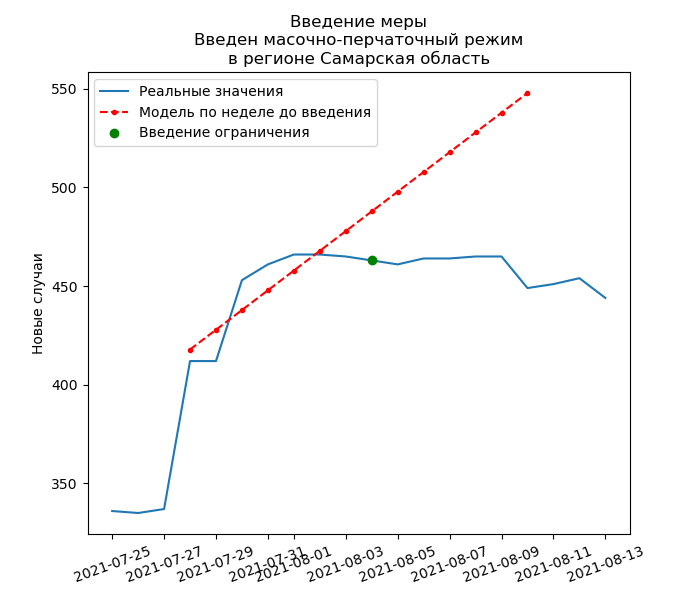 Введение меры
Введен масочно-перчаточный режим
в регионе Самарская область
Реальные значения
Модель по неделе до введения
Введение ограничения
Новые случаи
550
500
450
400
350
2021-07-25
2021-07-27
2021-07-29
2021-07-31
2021-08-01
2021-08-03
2021-08-05
2021-08-07
2021-08-09
2021-08-11
2021-08-13